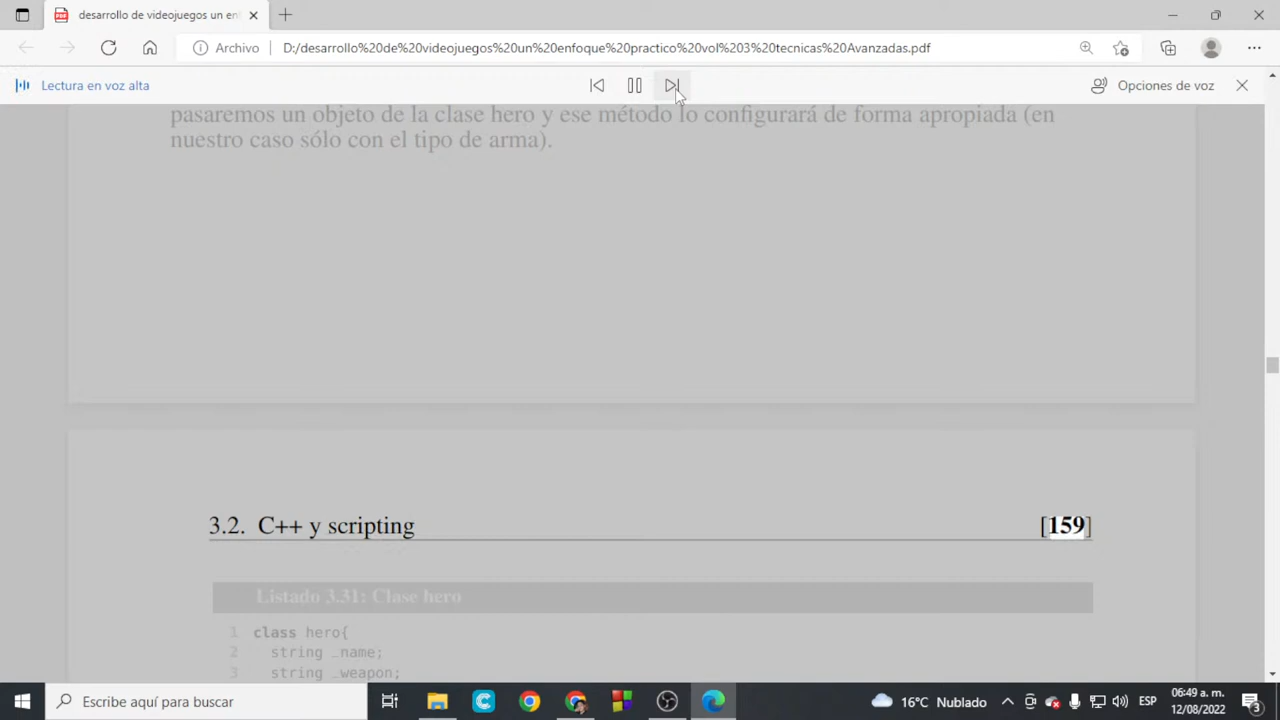 desarrollo de videojuegos un en
Archivo
D:/desarrollo%20de%20videojuegos%20un%20enfoque%20practico%20vol%203%20tecnicas%20Avanzadas.pdf
Lectura en voz alta
Opciones de voz
pasaremos un objeto de la clase hero y ese método lo configurará de forma apropiada (en
nuestro caso sólo con el tipo de arma).
3.2. C++ y scripting [159]
Listado 3.31: Clase hero
1 class hero{
2 string _name;
3 string _weapon;
Escribe aquí para buscar
16°C Nublado
ESP
06:49 a. m.
12/08/2022
3